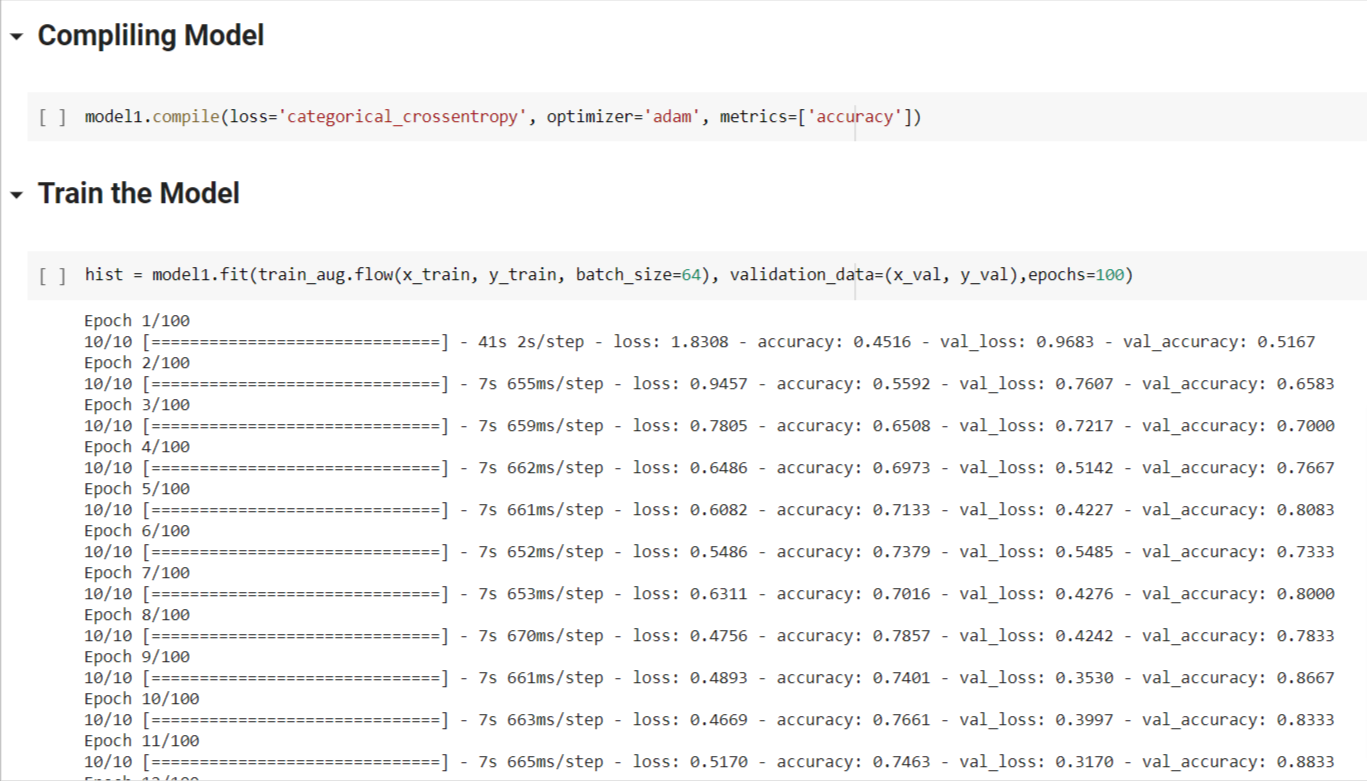 Compliling Model
[ ] model1.compile(loss='categorical_crossentropy', optimizer='adam', metrics=['accuracy'])
Train the Model
[ ] hist = model1.fit(train_aug.flow(x_train, y_train, batch_size=64), validation_data=(x_val, y_val),epochs=100)
Epoch 1/100
10/10 [==============================] - 41s 2s/step - loss: 1.8308 - accuracy: 0.4516 - val_loss: 0.9683 - val_accuracy: 0.5167
Epoch 2/100
10/10 [==============================] - 7s 655ms/step - loss: 0.9457 - accuracy: 0.5592 - val_loss: 0.7607 - val_accuracy: 0.6583
Epoch 3/100
10/10 [==============================] - 7s 659ms/step - loss: 0.7805 - accuracy: 0.6508 - val_loss: 0.7217 - val_accuracy: 0.7000
Epoch 4/100
10/10 [==============================] - 7s 662ms/step - loss: 0.6486 - accuracy: 0.6973 - val_loss: 0.5142 - val_accuracy: 0.7667
Epoch 5/100
10/10 [==============================] - 7s 661ms/step - loss: 0.6082 - accuracy: 0.7133 - val_loss: 0.4227 - val_accuracy: 0.8083
Epoch 6/100
10/10 [==============================] - 7s 652ms/step - loss: 0.5486 - accuracy: 0.7379 - val_loss: 0.5485 - val_accuracy: 0.7333
Epoch 7/100
10/10 [==============================] - 7s 653ms/step - loss: 0.6311 - accuracy: 0.7016 - val_loss: 0.4276 - val_accuracy: 0.8000
Epoch 8/100
10/10 [==============================] - 7s 670ms/step - loss: 0.4756 - accuracy: 0.7857 - val_loss: 0.4242 - val_accuracy: 0.7833
Epoch 9/100
10/10 [==============================] - 7s 661ms/step - loss: 0.4893 - accuracy: 0.7401 - val_loss: 0.3530 - val_accuracy: 0.8667
Epoch 10/100
10/10 [==============================] - 7s 663ms/step - loss: 0.4669 - accuracy: 0.7661 - val_loss: 0.3997 - val_accuracy: 0.8333
Epoch 11/100
10/10 [==============================] - 7s 665ms/step - loss: 0.5170 - accuracy: 0.7463 - val_loss: 0.3170 - val_accuracy: 0.8833